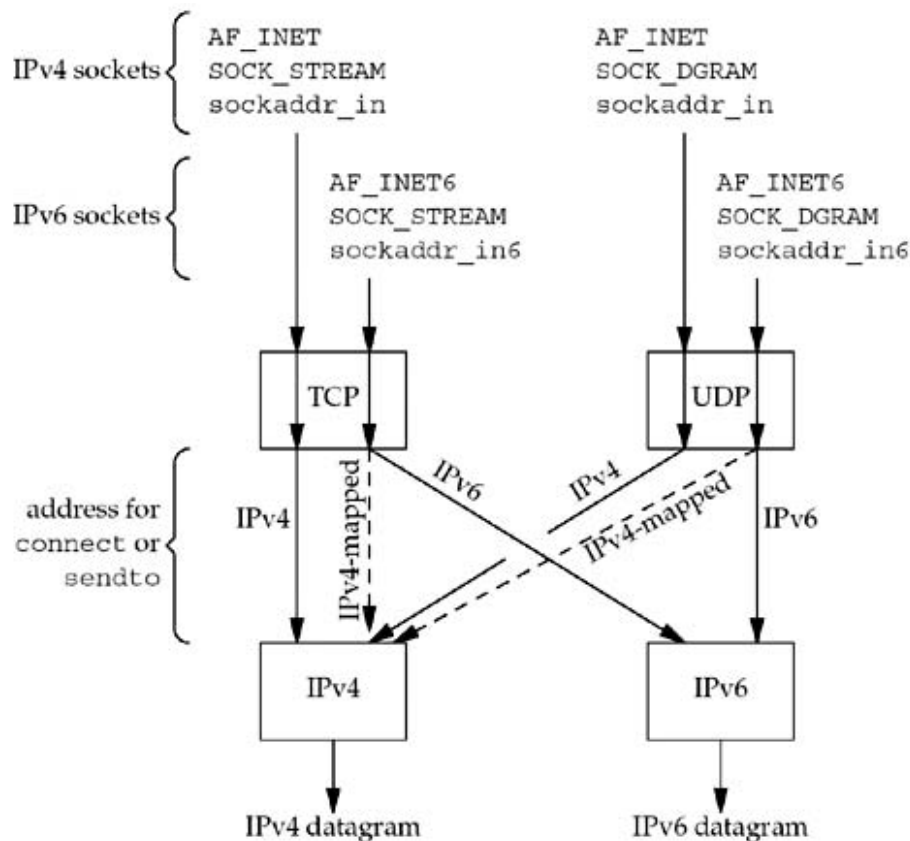 IPv4 sockets
AF_INET
SOCK_STREAM
sockaddr_in
AF_INET
SOCK_DGRAM
sockaddr_in
IPv6 sockets
AF_INET6
SOCK_STREAM
sockaddr_in6
AF_INET6
SOCK_DGRAM
sockaddr_in6
TCP
UDP
address for
connect or
sendto
IPv4
IPv4-mapped
IPv6
IPv4
IPv4-mapped
IPv6
IPv4
IPv6
IPv4 datagram
IPv6 datagram